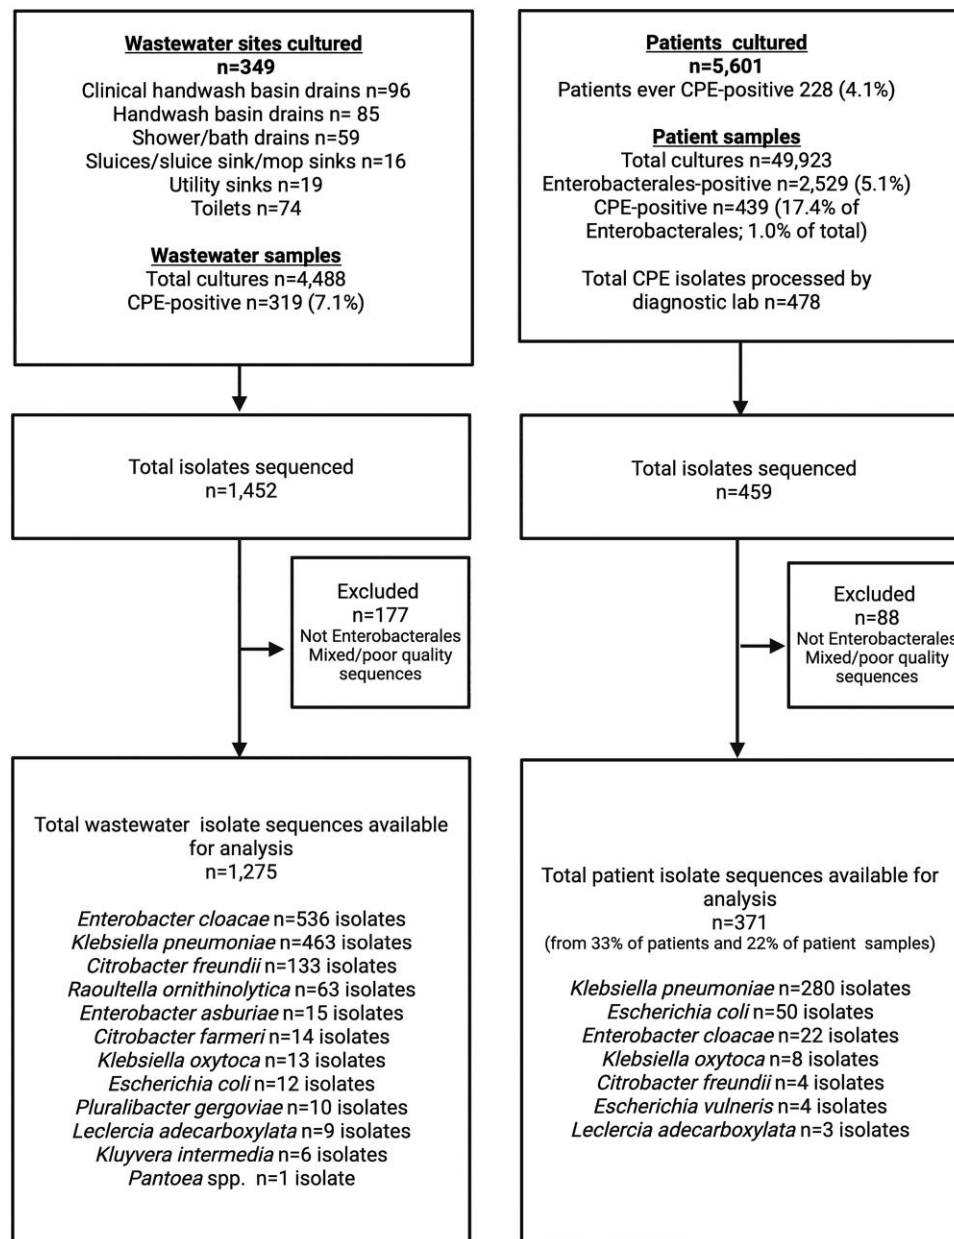 Wastewater sites cultured
n=349
Clinical handwash basin drains n=96
Handwash basin drains n= 85
Shower/bath drains n=59
Sluices/sluice sink/mop sinks n=16
Utility sinks n=19
Toilets n=74
Wastewater samples
Total cultures n=4,488
CPE-positive n=319 (7.1%)
Total isolates sequenced
n=1,452
Excluded
n=177
Not Enterobacterales
Mixed/poor quality
sequences
Total wastewater isolate sequences available
for analysis
n=1,275
Enterobacter cloacae n=536 isolates
Klebsiella pneumoniae n=463 isolates
Citrobacter freundii n=133 isolates
Raoultella ornithinolytica n=63 isolates
Enterobacter asburiae n=15 isolates
Citrobacter farmeri n=14 isolates
Klebsiella oxytoca n=13 isolates
Escherichia coli n=12 isolates
Pluralibacter gergoviae n=10 isolates
Leclercia adecarboxylata n=9 isolates
Kluyvera intermedia n=6 isolates
Pantoea spp. n=1 isolate
Patients cultured
n=5,601
Patients ever CPE-positive 228 (4.1%)
Patient samples
Total cultures n=49,923
Enterobacterales-positive n=2,529 (5.1%)
CPE-positive n=439 (17.4% of
Enterobacterales; 1.0% of total)
Total CPE isolates processed by
diagnostic lab n=478
Total isolates sequenced
n=459
Excluded
n=88
Not Enterobacterales
Mixed/poor quality
sequences
Total patient isolate sequences available for
analysis
n=371
(from 33% of patients and 22% of patient samples)
Klebsiella pneumoniae n=280 isolates
Escherichia coli n=50 isolates
Enterobacter cloacae n=22 isolates
Klebsiella oxytoca n=8 isolates
Citrobacter freundii n=4 isolates
Escherichia vulneris n=4 isolates
Leclercia adecarboxylata n=3 isolates